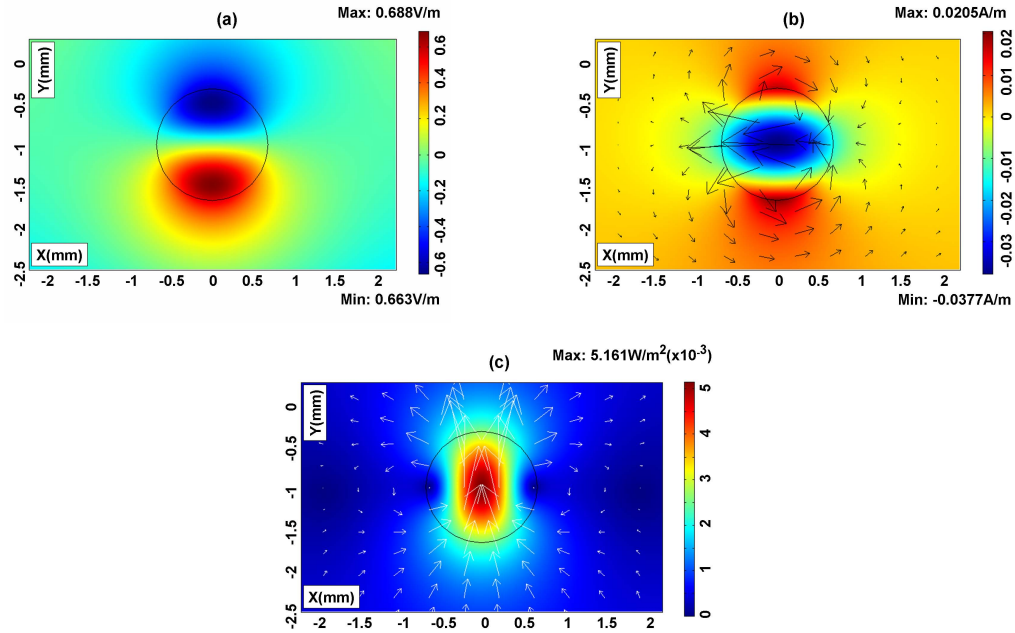 (a)
Max: 0.688V/m
Y(mm)
0
-0.5
-1
-1.5
-2
-2.5
X(mm)
-2 -1.5 -1 -0.5 0 0.5 1 1.5 2
0.6
0.4
0.2
0
-0.2
-0.4
-0.6
Min: 0.663V/m
(b)
Max: 0.0205A/m
Y(mm)
0
-0.5
-1
-1.5
-2
-2.5
X(mm)
-2 -1.5 -1 -0.5 0 0.5 1 1.5 2
0.02
0.01
0
-0.01
-0.02
-0.03
Min: -0.0377A/m
(c)
Max: 5.161W/m²(x10⁻³)
Y(mm)
0
-0.5
-1
-1.5
-2
-2.5
X(mm)
-2 -1.5 -1 -0.5 0 0.5 1 1.5 2
5
4
3
2
1
0